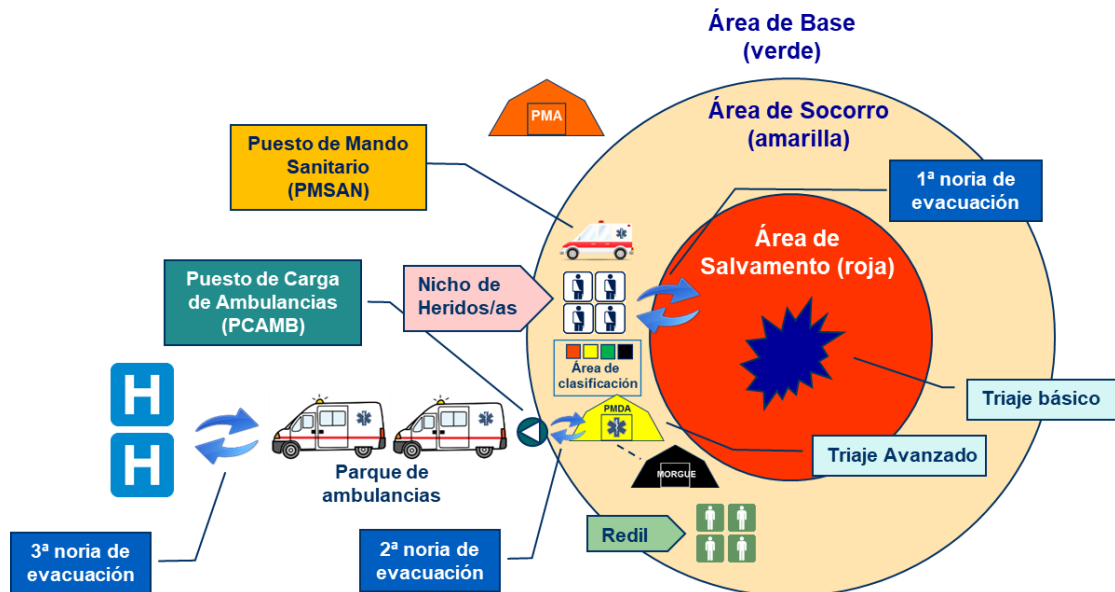 Área de Base
(verde)
PMA
Área de Socorro
(amarilla)
Puesto de Mando
Sanitario
(PMSAN)
1ª noria de
evacuación
Área de
Salvamento (roja)
Puesto de Carga
de Ambulancias
(PCAMB)
Nicho de
Heridos/as
Área de
clasificación
H
H
PMDA
Triaje básico
Triaje Avanzado
MORGUE
Parque de
ambulancias
Redil
3ª noria de
evacuación
2ª noria de
evacuación